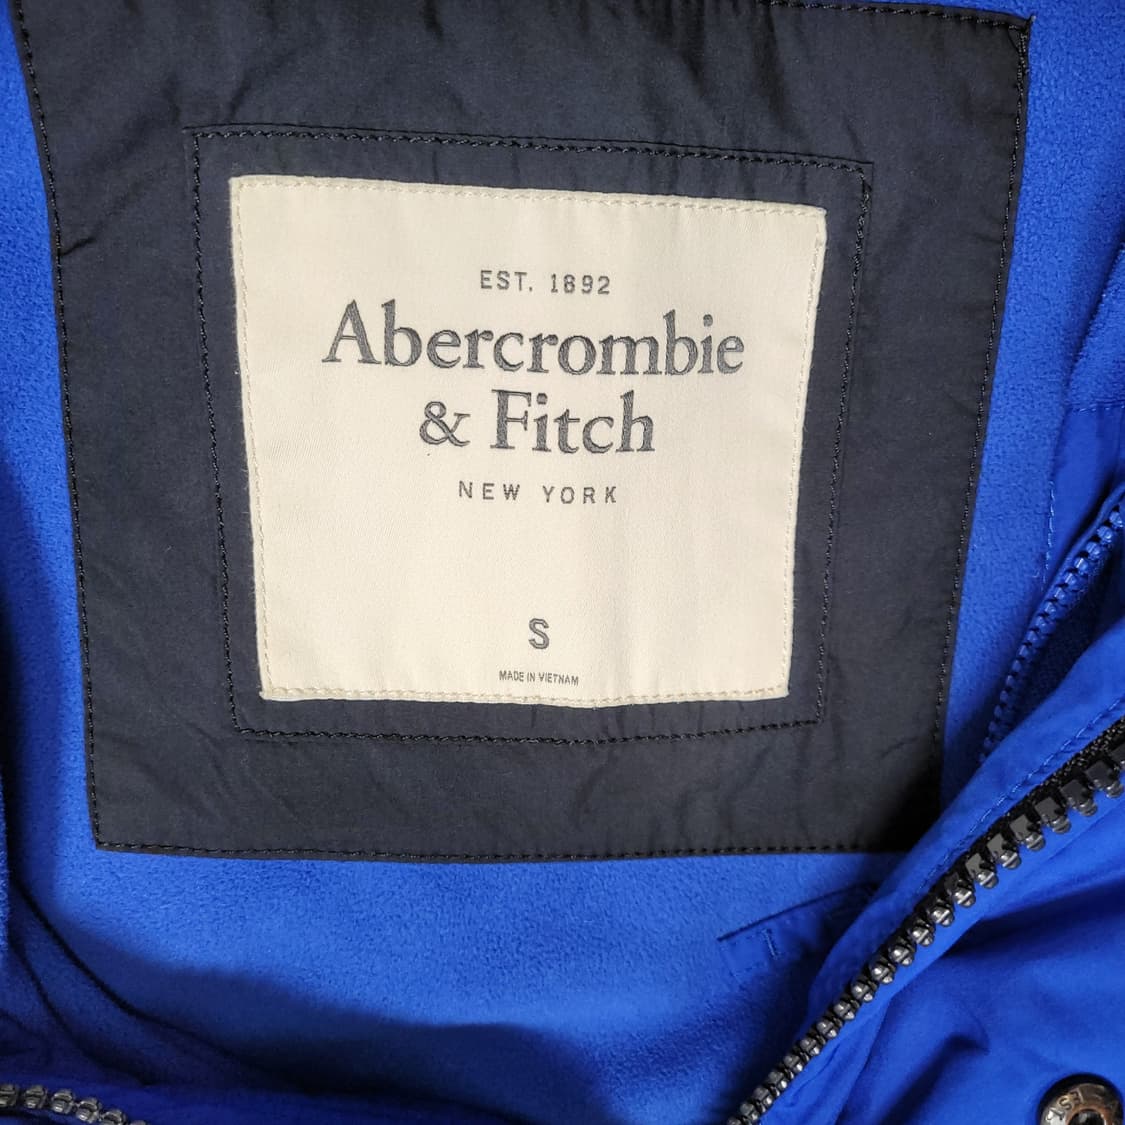 EST. 1892
Abercrombie
& Fitch
NEW YORK
S
MADE IN VIETNAM